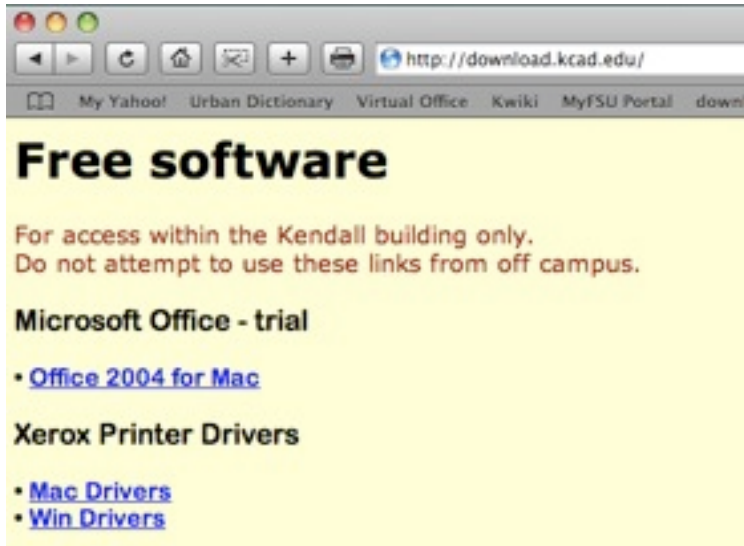 http://download.kcad.edu/
My Yahoo! Urban Dictionary Virtual Office Kwiki MyFSU Portal downl
Free software
For access within the Kendall building only.
Do not attempt to use these links from off campus.
Microsoft Office - trial
• Office 2004 for Mac
Xerox Printer Drivers
• Mac Drivers
• Win Drivers